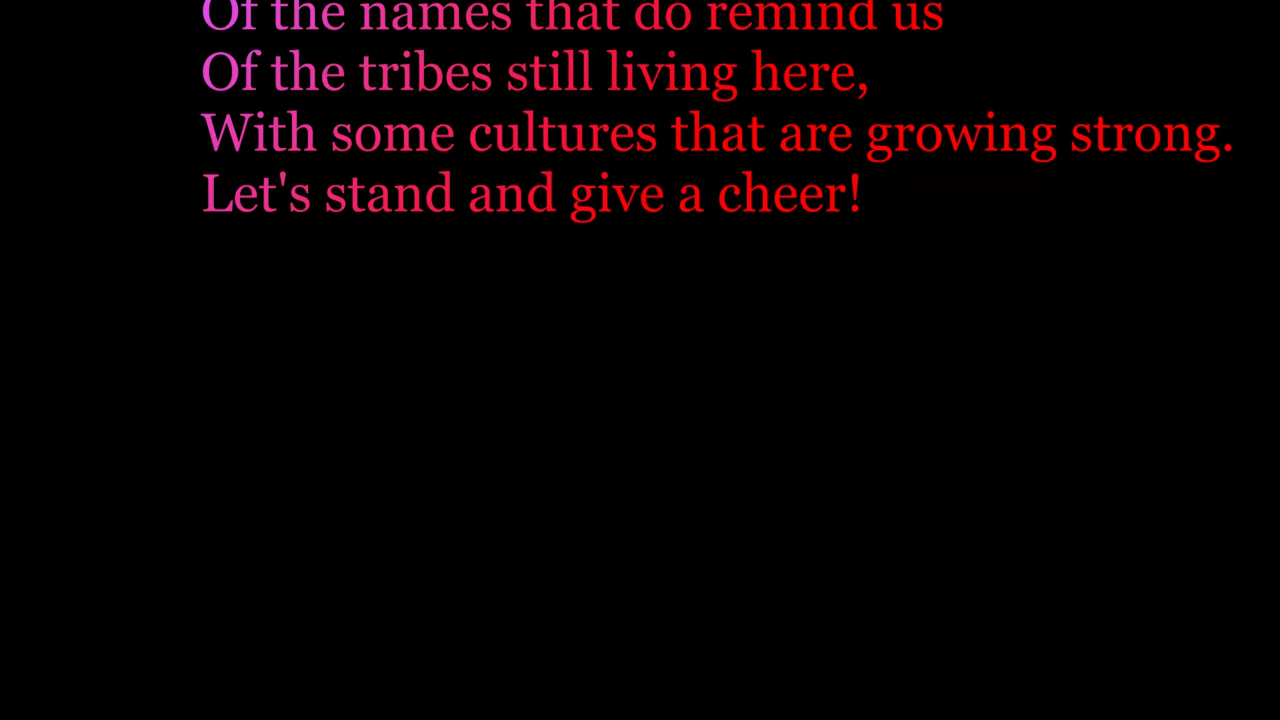 Of the names that do remind us
Of the tribes still living here,
With some cultures that are growing strong.
Let's stand and give a cheer!